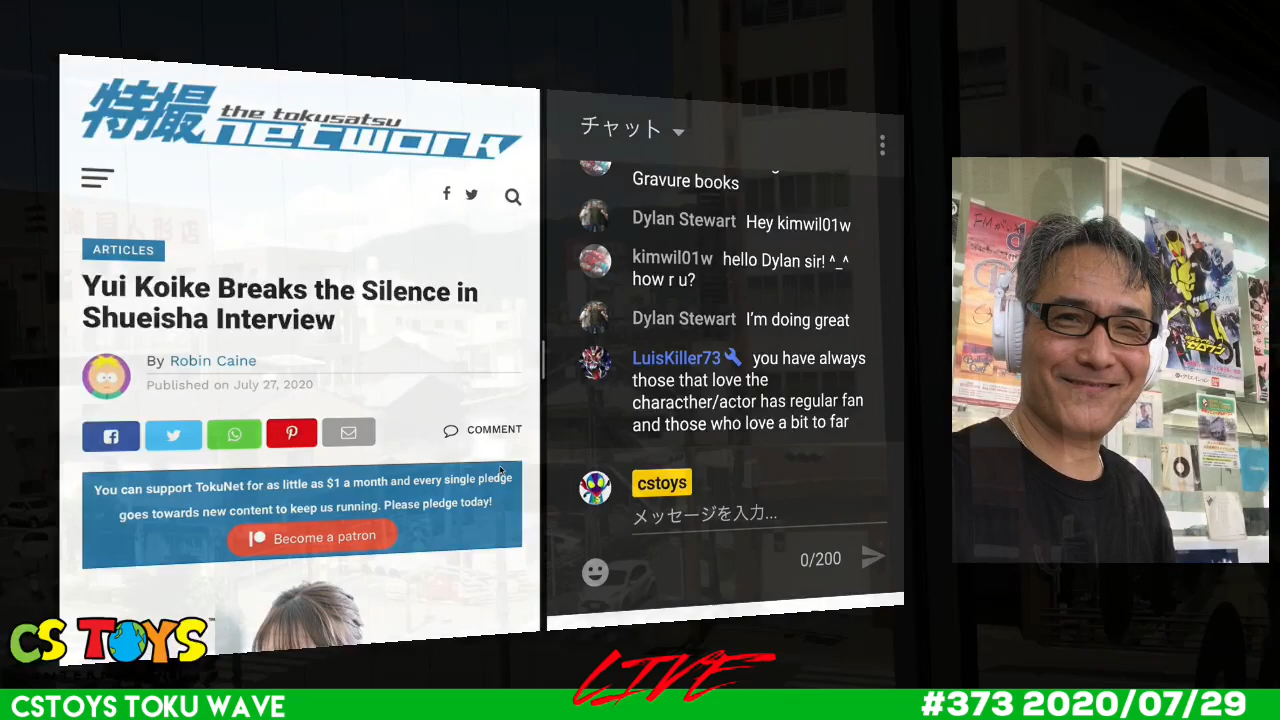 特撮
the tokusatsu
network
ARTICLES
Yui Koike Breaks the Silence in
Shueisha Interview
By Robin Caine
Published on July 27, 2020
COMMENT
You can support TokuNet for as little as $1 a month and every single pledge
goes towards new content to keep us running. Please pledge today!
Become a patron
チャット
Gravure books
Dylan Stewart Hey kimwil01w
kimwil01w hello Dylan sir! ^_^
how r u?
Dylan Stewart I'm doing great
LuisKiller73 you have always
those that love the
characther/actor has regular fan
and those who love a bit to far
cstoys
メッセージを入力...
0/200
CS TOYS
LIVE
CSTOYS TOKU WAVE
#373 2020/07/29